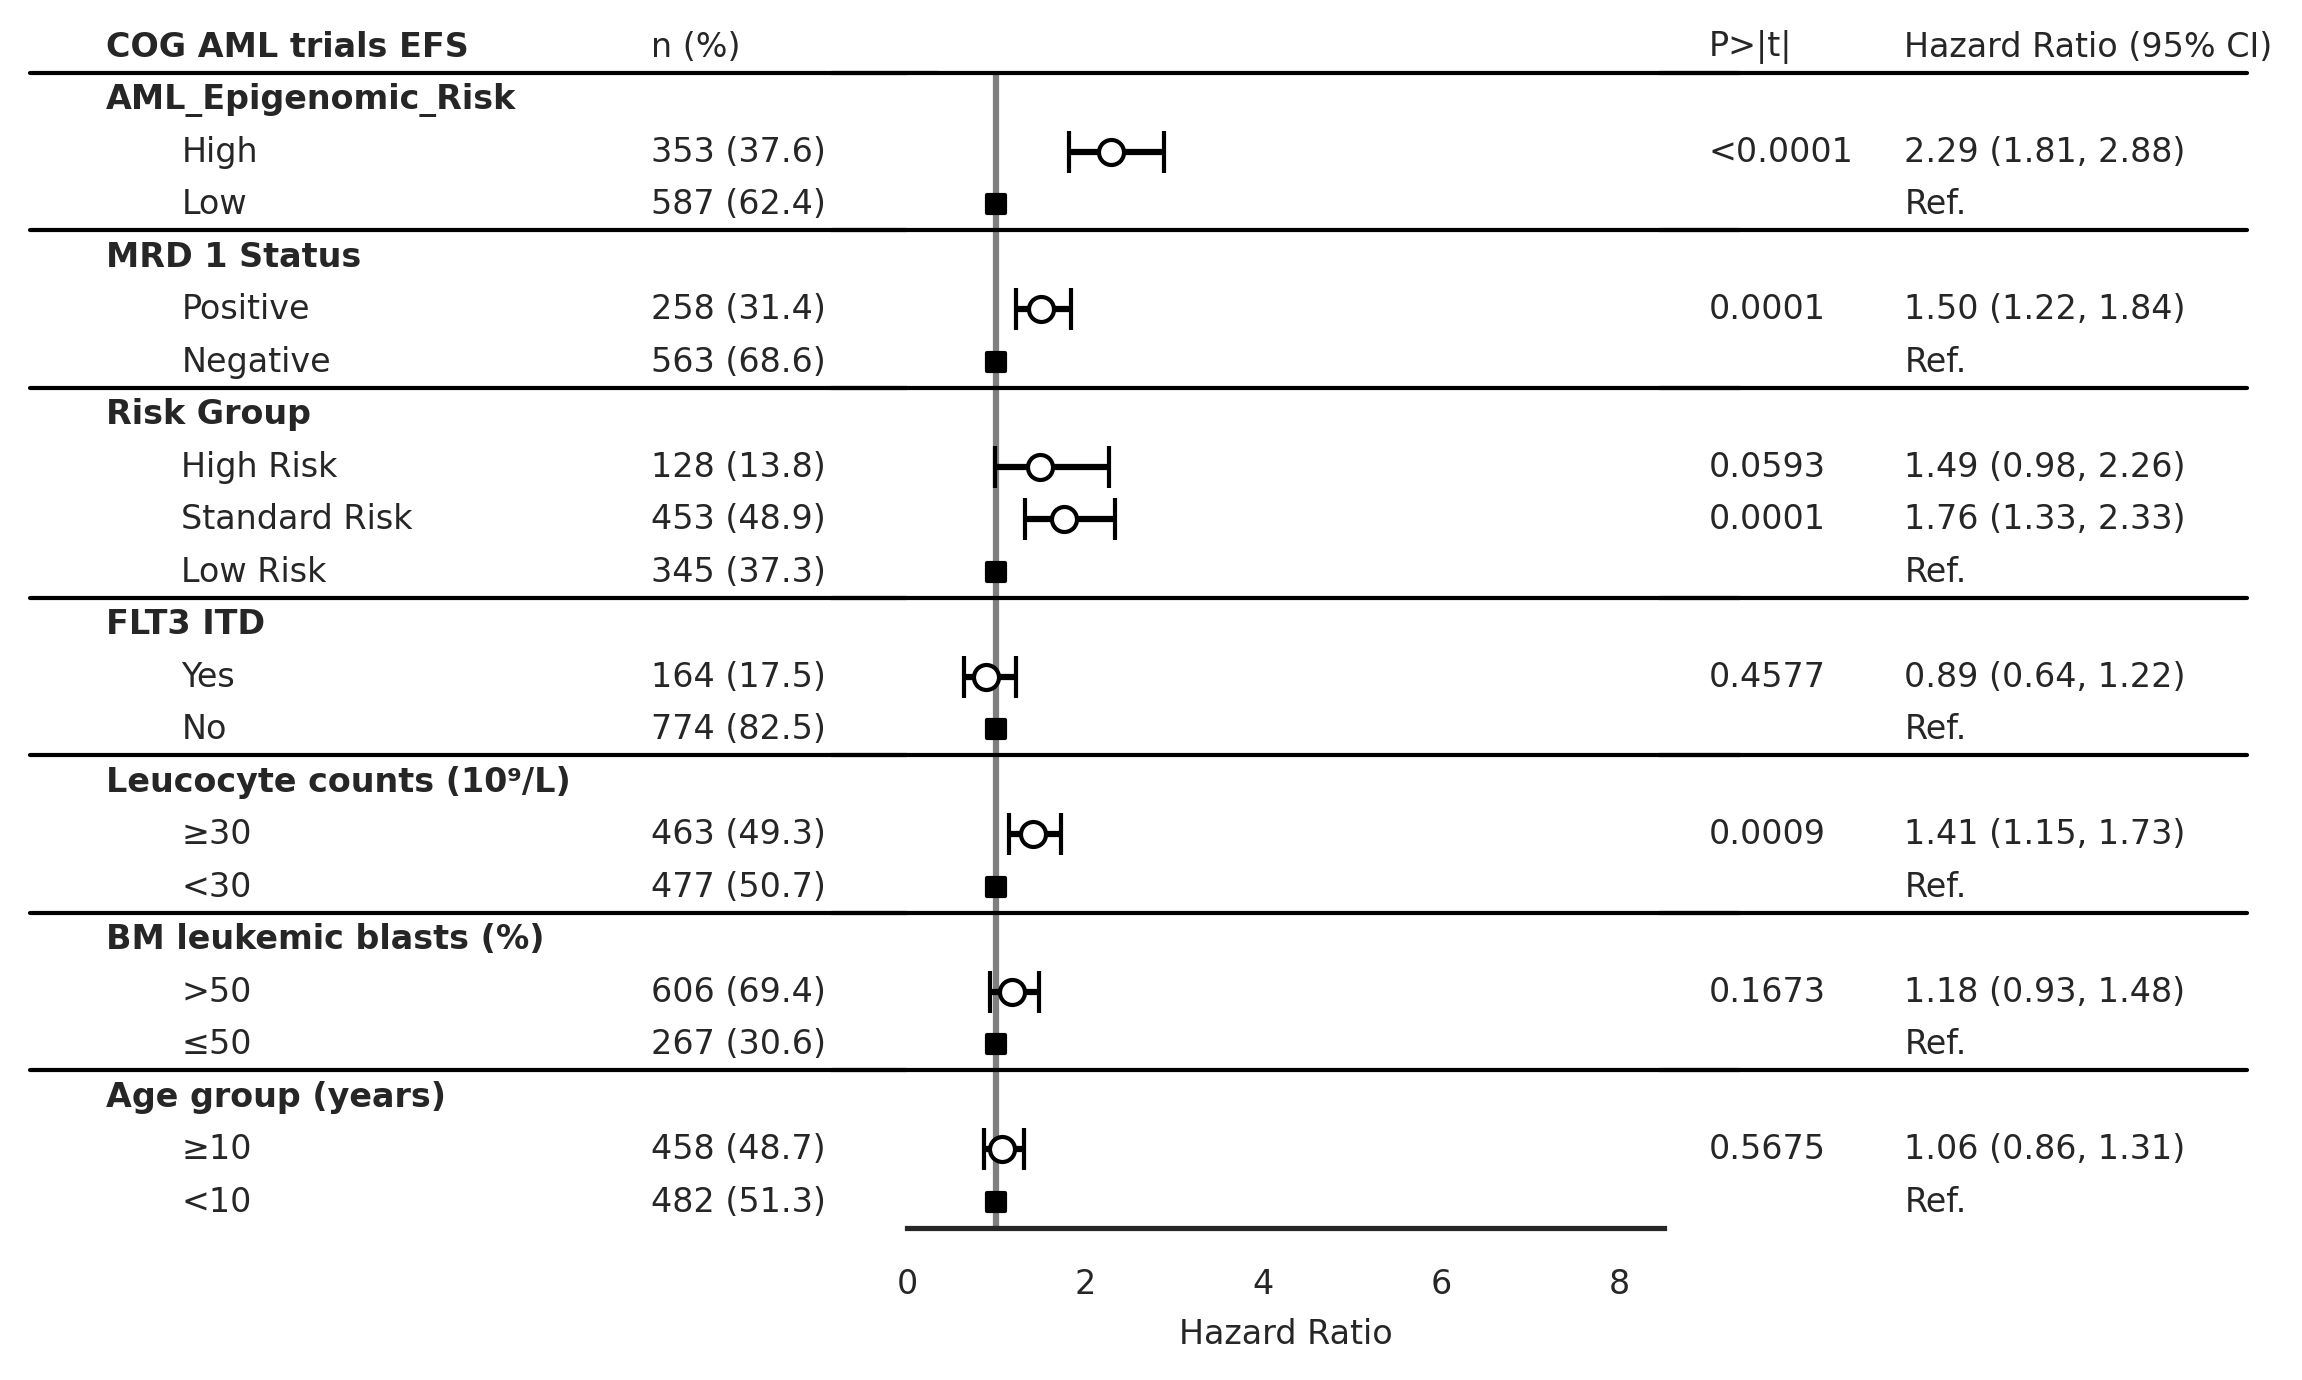 COG AML trials EFS n (%) P>|t| Hazard Ratio (95% CI)
AML_Epigenomic_Risk
High 353 (37.6) <0.0001 2.29 (1.81, 2.88)
Low 587 (62.4) Ref.
MRD 1 Status
Positive 258 (31.4) 0.0001 1.50 (1.22, 1.84)
Negative 563 (68.6) Ref.
Risk Group
High Risk 128 (13.8) 0.0593 1.49 (0.98, 2.26)
Standard Risk 453 (48.9) 0.0001 1.76 (1.33, 2.33)
Low Risk 345 (37.3) Ref.
FLT3 ITD
Yes 164 (17.5) 0.4577 0.89 (0.64, 1.22)
No 774 (82.5) Ref.
Leucocyte counts (10⁹/L)
≥30 463 (49.3) 0.0009 1.41 (1.15, 1.73)
<30 477 (50.7) Ref.
BM leukemic blasts (%)
>50 606 (69.4) 0.1673 1.18 (0.93, 1.48)
≤50 267 (30.6) Ref.
Age group (years)
≥10 458 (48.7) 0.5675 1.06 (0.86, 1.31)
<10 482 (51.3) Ref.
0 2 4 6 8
Hazard Ratio